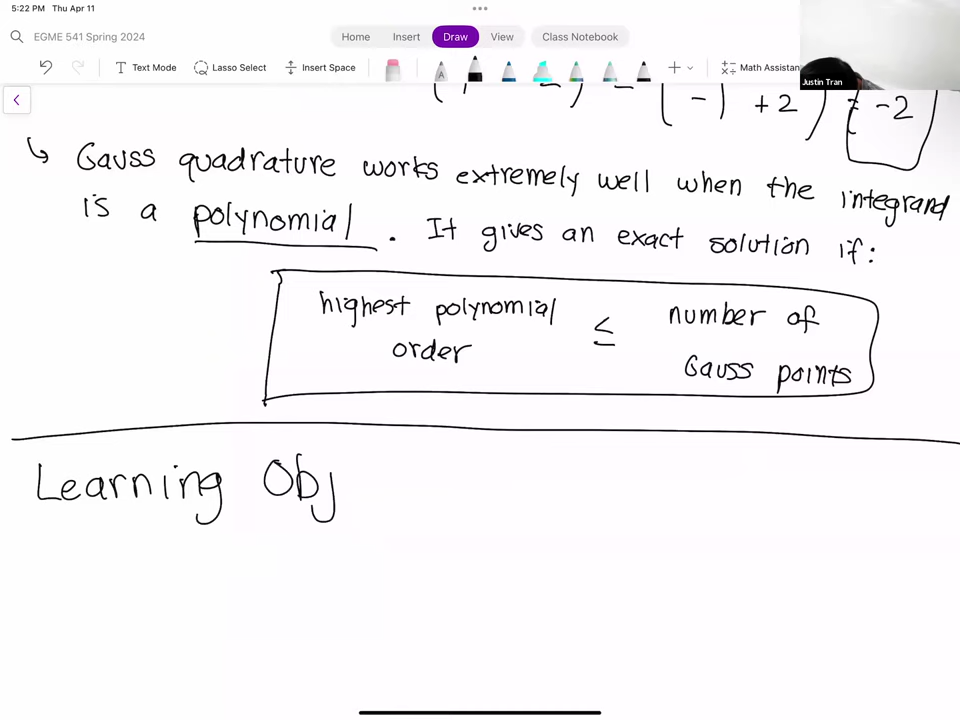 5:22 PM Thu Apr 11
EGME 541 Spring 2024
Home Insert Draw View Class Notebook
Text Mode Lasso Select Insert Space Math Assistan
Justin Tran
- + 2 ) = -2
↳ Gauss quadrature works extremely well when the integrand
is a polynomial. It gives an exact solution if:
highest polynomial ≤ number of
order Gauss points
Learning Obj